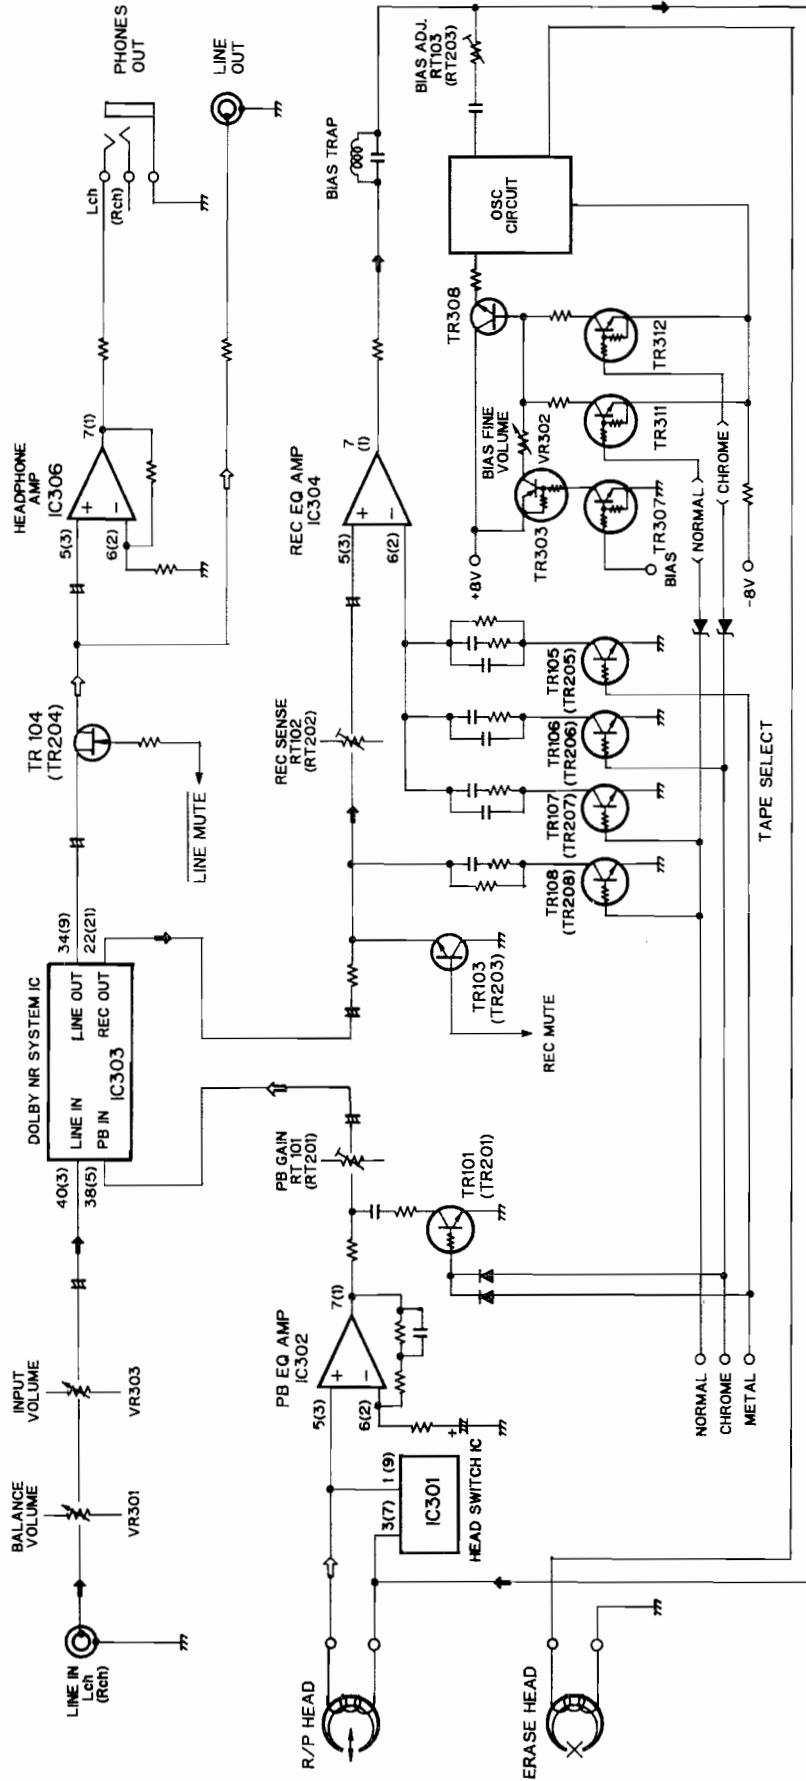 LINE IN
Lch
(Rch)
BALANCE
VOLUME
VR301
INPUT
VOLUME
VR303
DOLBY NR SYSTEM IC
40(3)
38(5)
LINE IN
PB IN
IC303
LINE OUT
REC OUT
34(9)
22(21)
TR 104
(TR204)
LINE MUTE
HEADPHONE
AMP
IC306
5(3)
6(2)
+
−
7(1)
Lch
(Rch)
PHONES
OUT
LINE
OUT
R/P HEAD
3(7)
1 (9)
IC301
HEAD SWITCH IC
PB EQ AMP
IC302
5(3)
6(2)
+
−
7(1)
+
PB GAIN
RT 101
(RT201)
TR101
(TR201)
REC MUTE
TR103
(TR203)
REC SENSE
RT102
(RT202)
REC EQ AMP
IC304
5(3)
6(2)
+
−
7
(1)
BIAS TRAP
BIAS ADJ.
RT103
(RT203)
OSC
CIRCUIT
TR308
+8V
BIAS FINE
VOLUME
VR302
TR303
TR307
BIAS
TR311
TR312
TR108
(TR208)
TR107
(TR207)
TR106
(TR206)
TR105
(TR205)
(NORMAL)
(CHROME)
-8V
TAPE SELECT
NORMAL
CHROME
METAL
ERASE HEAD